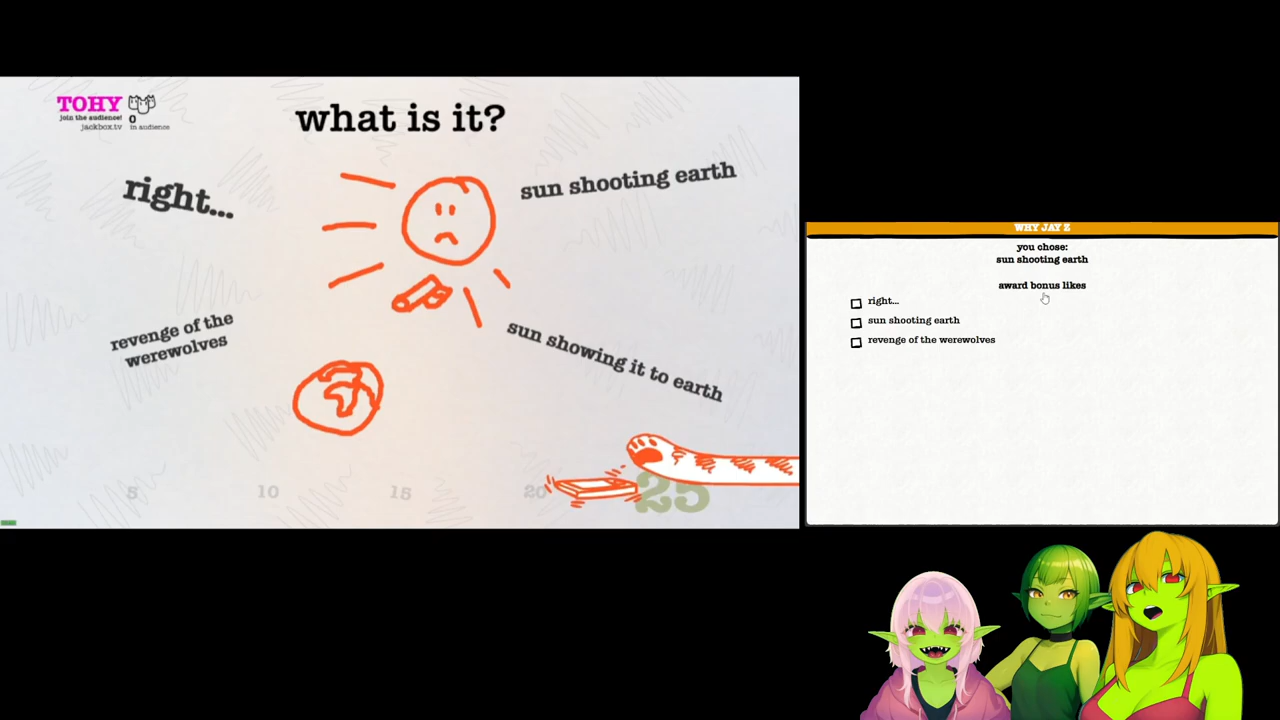 TOHY
join the audience!
jackbox.tv
0
in audience
what is it?
right...
sun shooting earth
revenge of the
werewolves
sun showing it to earth
5
10
15
20
25
WHY JAY Z
you chose:
sun shooting earth
award bonus likes
right...
sun shooting earth
revenge of the werewolves